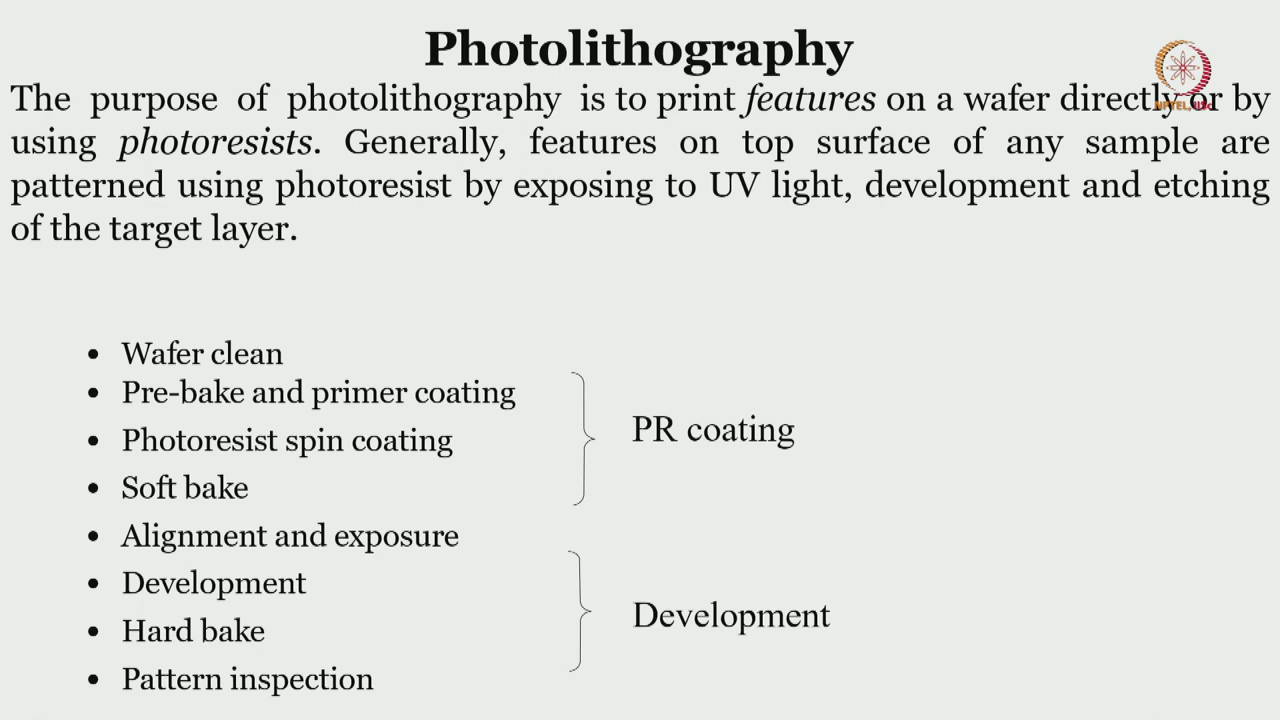 Photolithography
The purpose of photolithography is to print features on a wafer directly or by
using photoresists. Generally, features on top surface of any sample are
patterned using photoresist by exposing to UV light, development and etching
of the target layer.
NPTEL, IISc
• Wafer clean
• Pre-bake and primer coating
• Photoresist spin coating
• Soft bake
PR coating
• Alignment and exposure
• Development
• Hard bake
• Pattern inspection
Development